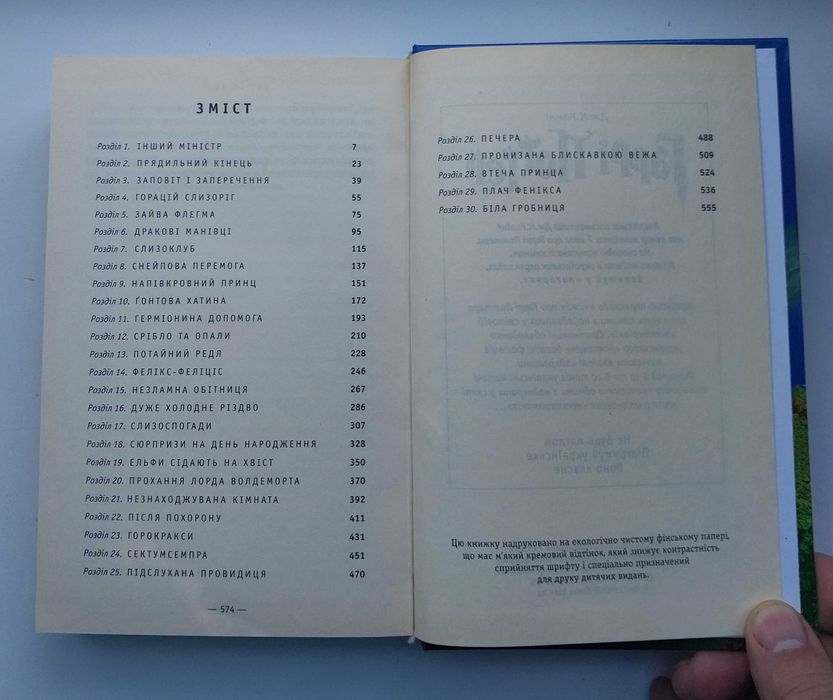 ЗМІСТ
Розділ 1. ІНШИЙ МІНІСТР 7
Розділ 2. ПРЯДИЛЬНИЙ КІНЕЦЬ 23
Розділ 3. ЗАПОВІТ І ЗАПЕРЕЧЕННЯ 39
Розділ 4. ГОРАЦІЙ СЛИЗОРІГ 55
Розділ 5. ЗАЙВА ФЛЕГМА 75
Розділ 6. ДРАКОВІ МАНІВЦІ 95
Розділ 7. СЛИЗОКЛУБ 115
Розділ 8. СНЕЙПОВА ПЕРЕМОГА 137
Розділ 9. НАПІВКРОВНИЙ ПРИНЦ 151
Розділ 10. ҐОНТОВА ХАТИНА 172
Розділ 11. ГЕРМІОНИНА ДОПОМОГА 193
Розділ 12. СРІБЛО ТА ОПАЛИ 210
Розділ 13. ПОТАЙНИЙ РЕДЛ 228
Розділ 14. ФЕЛІКС-ФЕЛІЦІС 246
Розділ 15. НЕЗЛАМНА ОБІТНИЦЯ 267
Розділ 16. ДУЖЕ ХОЛОДНЕ РІЗДВО 286
Розділ 17. СЛИЗОСПОГАДИ 307
Розділ 18. СЮРПРИЗИ НА ДЕНЬ НАРОДЖЕННЯ 328
Розділ 19. ЕЛЬФИ СІДАЮТЬ НА ХВІСТ 350
Розділ 20. ПРОХАННЯ ЛОРДА ВОЛДЕМОРТА 370
Розділ 21. НЕЗНАХОДЖУВАНА КІМНАТА 392
Розділ 22. ПІСЛЯ ПОХОРОНУ 411
Розділ 23. ГОРОКРАКСИ 431
Розділ 24. СЕКТУМСЕМПРА 451
Розділ 25. ПІДСЛУХАНА ПРОВИДИЦЯ 470
— 574 —
Розділ 26. ПЕЧЕРА 488
Розділ 27. ПРОНИЗАНА БЛИСКАВКОЮ ВЕЖА 509
Розділ 28. ВТЕЧА ПРИНЦА 524
Розділ 29. ПЛАЧ ФЕНІКСА 536
Розділ 30. БІЛА ГРОБНИЦЯ 555
Цю книжку надруковано на екологічно чистому фінському папері,
що має м'який кремовий відтінок, який знижує контрастність
сприйняття шрифту і спеціально призначений
для друку дитячих видань.